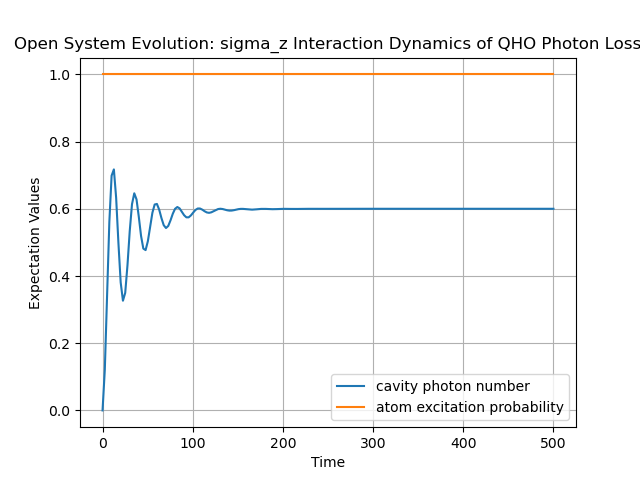 Open System Evolution: sigma_z Interaction Dynamics of QHO Photon Loss
Expectation Values
1.0
0.8
0.6
0.4
0.2
0.0
cavity photon number
atom excitation probability
0
100
200
300
400
500
Time